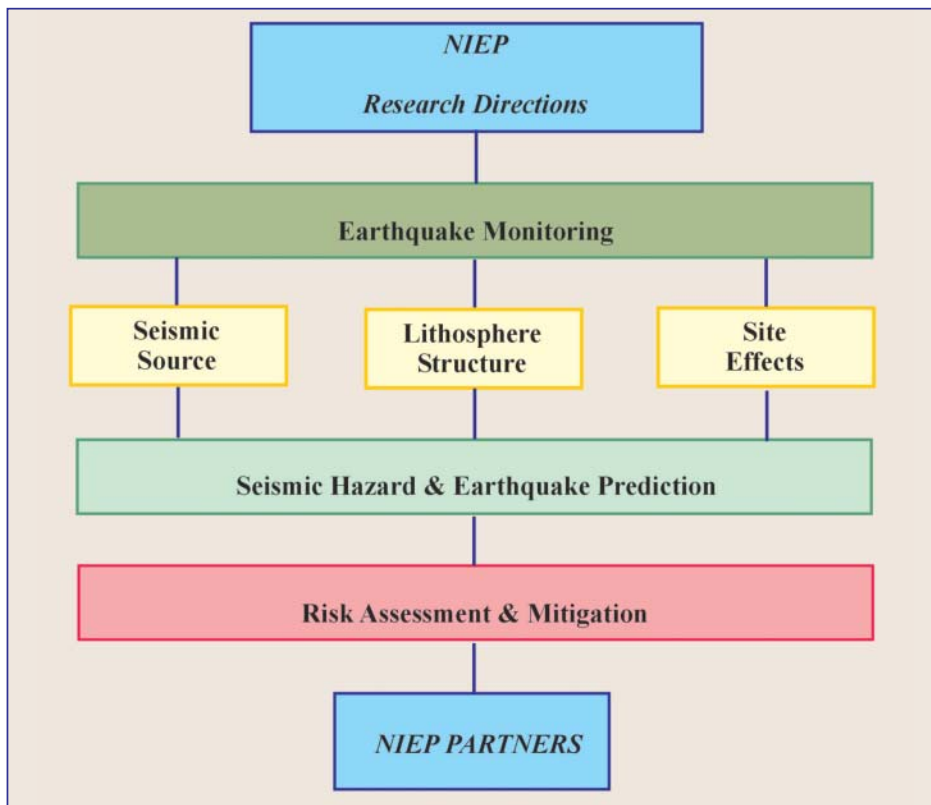 NIEP
Research Directions
Earthquake Monitoring
Seismic
Source
Lithosphere
Structure
Site
Effects
Seismic Hazard & Earthquake Prediction
Risk Assessment & Mitigation
NIEP PARTNERS